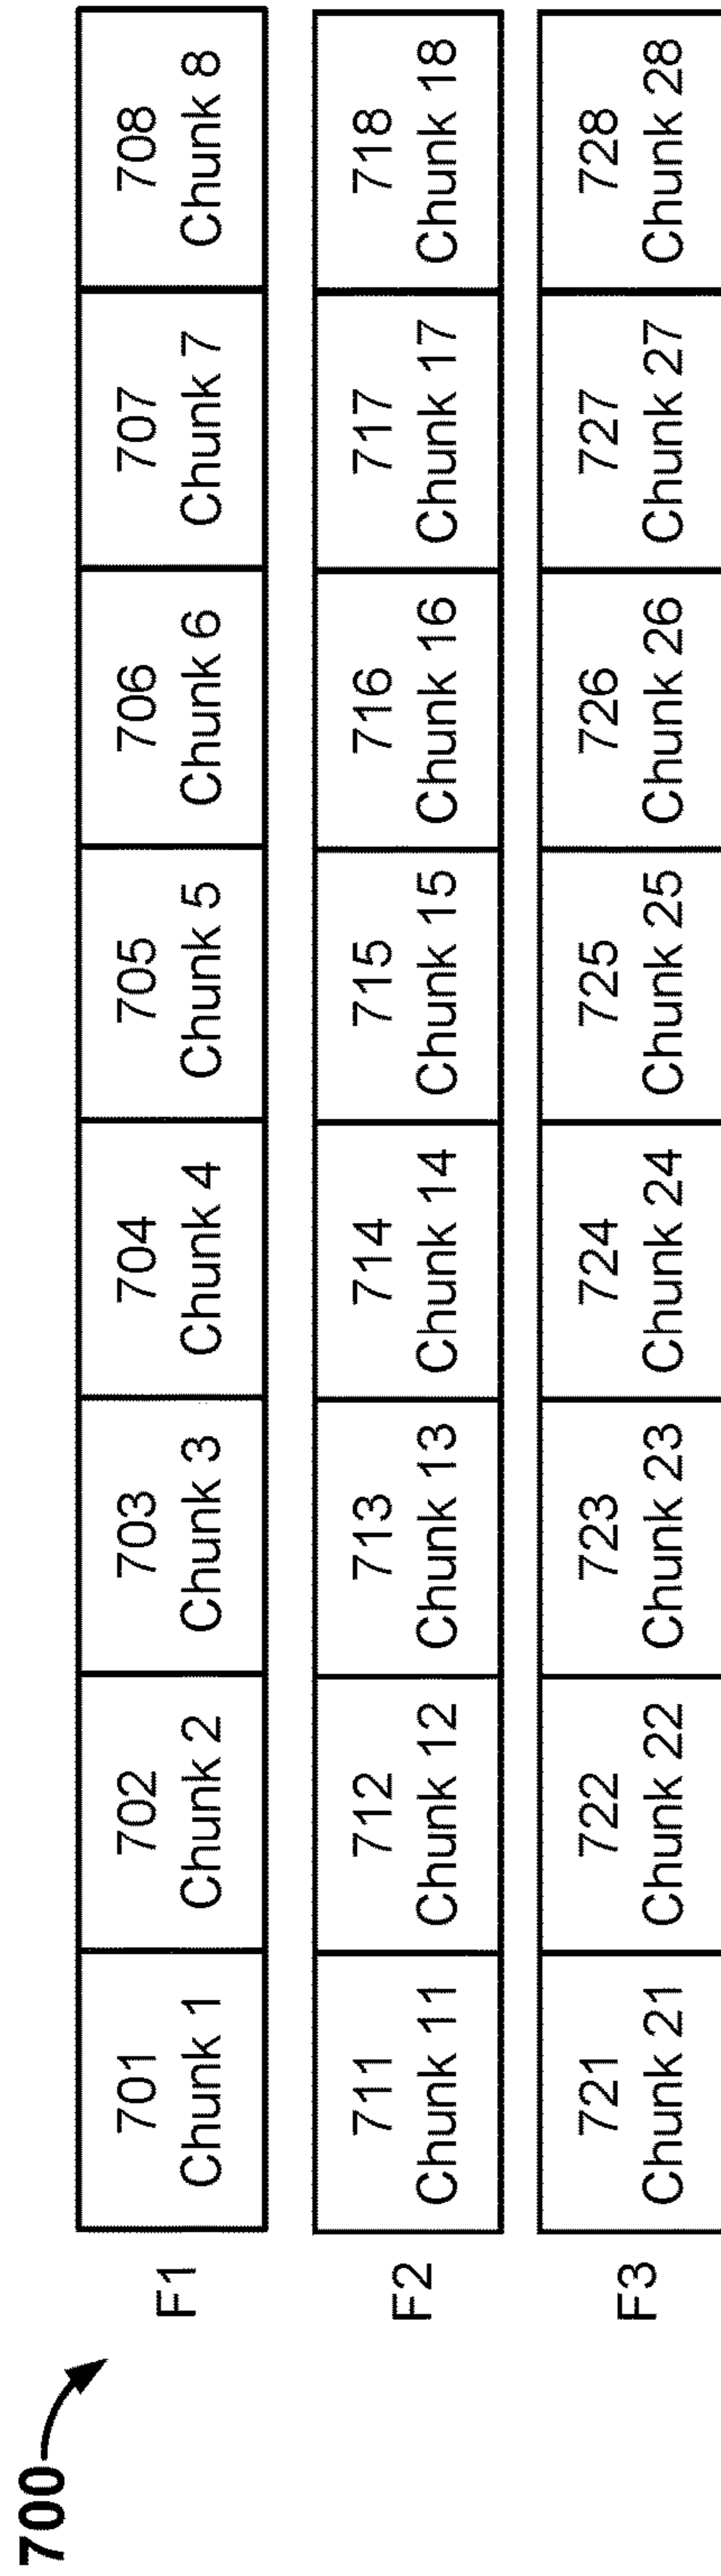 700
F1
701
Chunk 1
702
Chunk 2
703
Chunk 3
704
Chunk 4
705
Chunk 5
706
Chunk 6
707
Chunk 7
708
Chunk 8
F2
711
Chunk 11
712
Chunk 12
713
Chunk 13
714
Chunk 14
715
Chunk 15
716
Chunk 16
717
Chunk 17
718
Chunk 18
F3
721
Chunk 21
722
Chunk 22
723
Chunk 23
724
Chunk 24
725
Chunk 25
726
Chunk 26
727
Chunk 27
728
Chunk 28